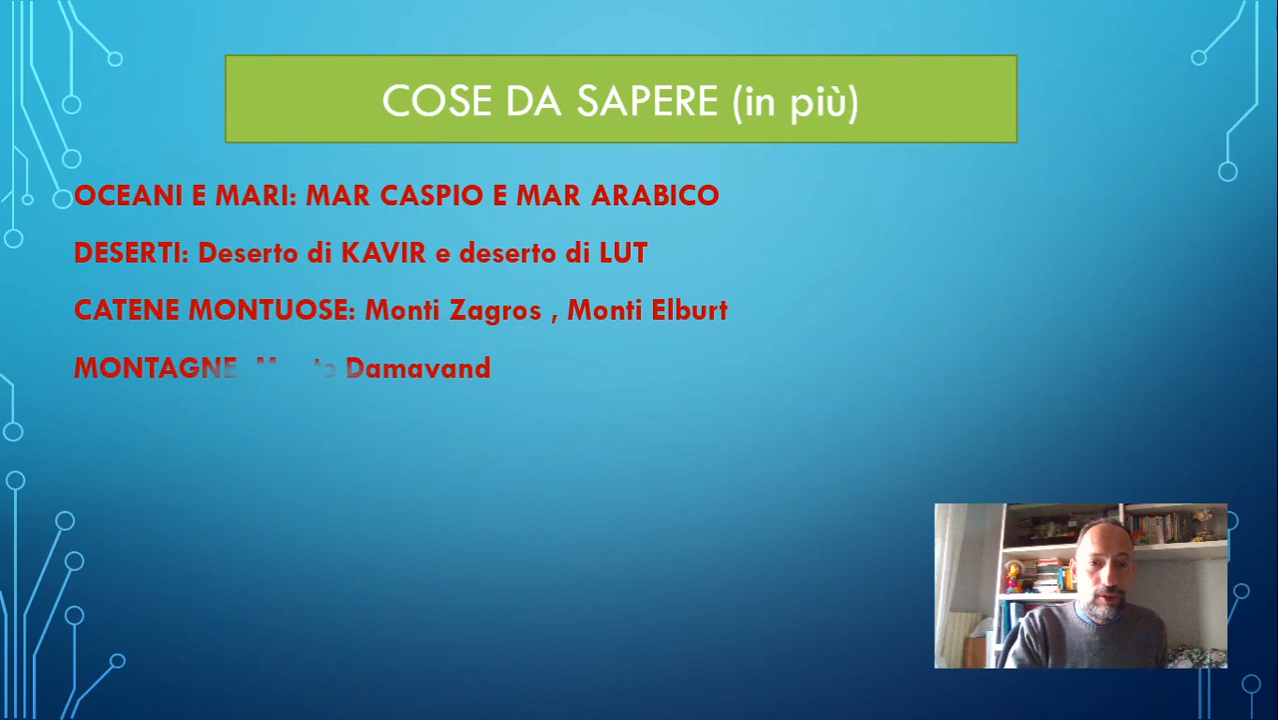 COSE DA SAPERE (in più)
OCEANI E MARI: MAR CASPIO E MAR ARABICO
DESERTI: Deserto di KAVIR e deserto di LUT
CATENE MONTUOSE: Monti Zagros , Monti Elburt
MONTAGNE Damavand